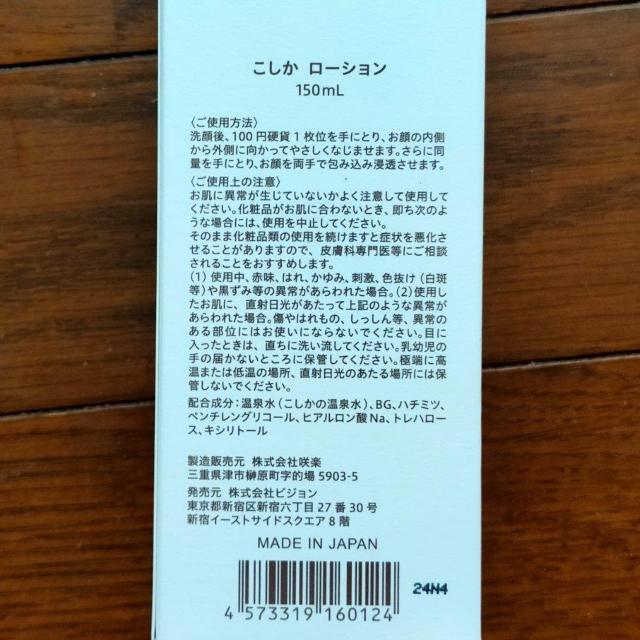 こしか ローション
150mL
〈ご使用方法〉
洗顔後、100円硬貨1枚位を手にとり、お顔の内側
から外側に向かってやさしくなじませます。さらに同
量を手にとり、お顔を両手で包み込み浸透させます。
〈ご使用上の注意〉
お肌に異常が生じていないかよく注意して使用して
ください。化粧品がお肌に合わないとき、即ち次のよ
うな場合には、使用を中止してください。
そのまま化粧品類の使用を続けますと症状を悪化さ
せることがありますので、皮膚科専門医等にご相談
されることをおすすめします。
(1) 使用中、赤味、はれ、かゆみ、刺激、色抜け (白斑
等)や黒ずみ等の異常があらわれた場合。(2)使用し
たお肌に、直射日光があたって上記のような異常が
あらわれた場合。傷やはれもの、しっしん等、異常の
ある部位にはお使いにならないでください。目に
入ったときは、直ちに洗い流してください。乳幼児の
手の届かないところに保管してください。極端に高
温または低温の場所、直射日光のあたる場所には保
管しないでください。
配合成分：温泉水（こしかの温泉水）、BG、ハチミツ、
ペンチレングリコール、ヒアルロン酸Na、トレハロー
ス、キシリトール
製造販売元 株式会社咲楽
三重県津市榊原町字的場 5903-5
発売元 株式会社ビジョン
東京都新宿区新宿六丁目27番30号
新宿イーストサイドスクエア8階
MADE IN JAPAN
24N4
4 573319 160124